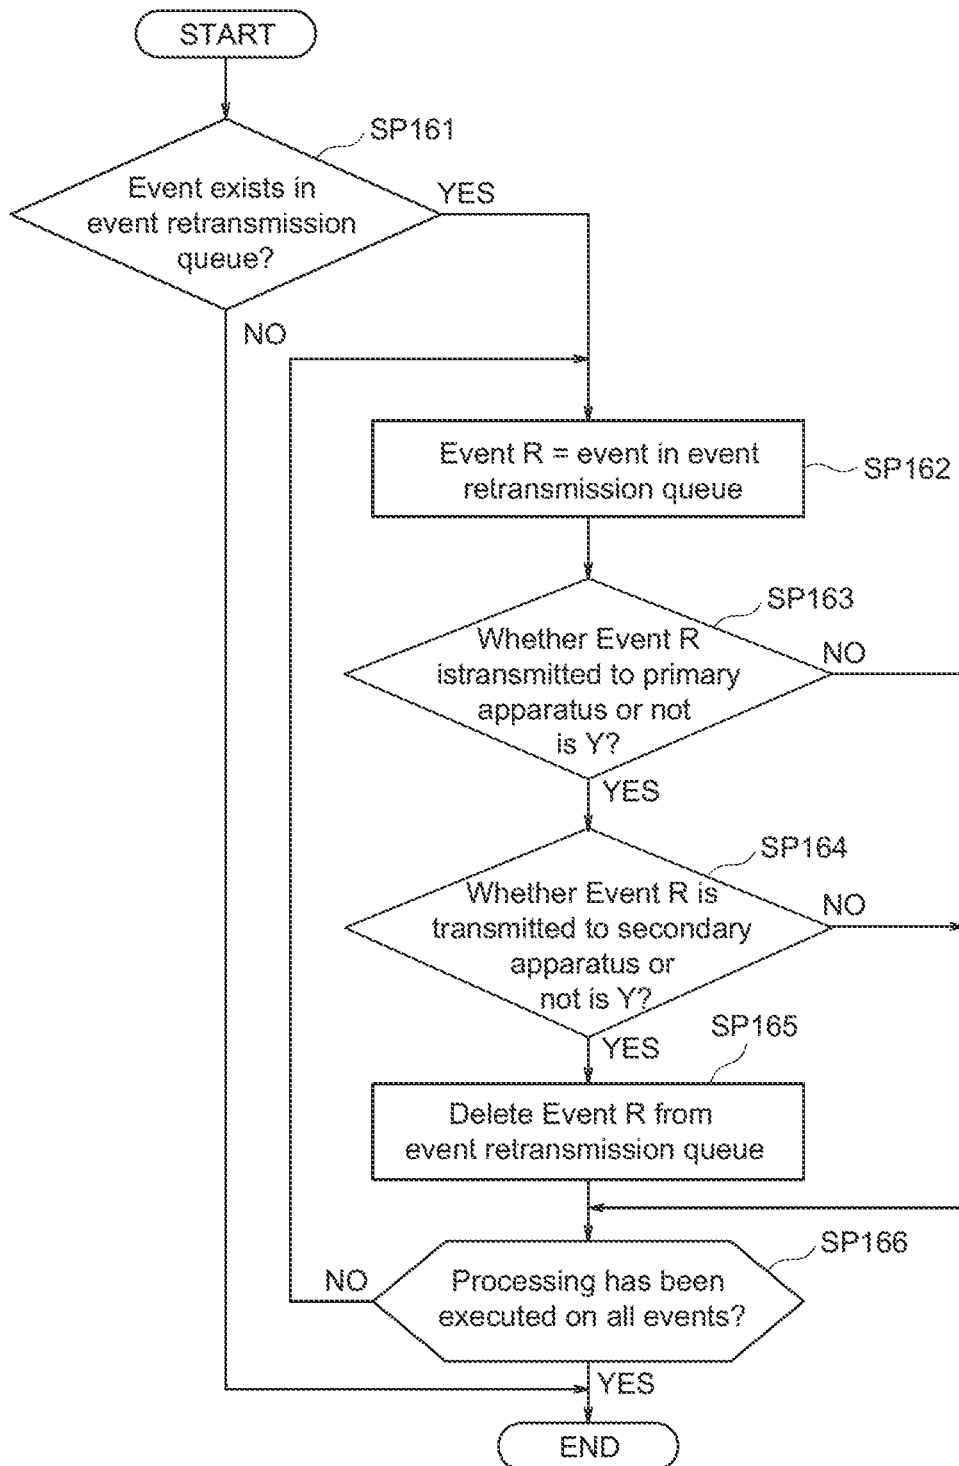 START
SP161
Event exists in
event retransmission
queue?
YES
NO
Event R = event in event
retransmission queue
SP162
SP163
Whether Event R
istransmitted to primary
apparatus or not
is Y?
NO
YES
SP164
Whether Event R is
transmitted to secondary
apparatus or
not is Y?
NO
YES
SP165
Delete Event R from
event retransmission queue
SP166
NO
Processing has been
executed on all events?
YES
END